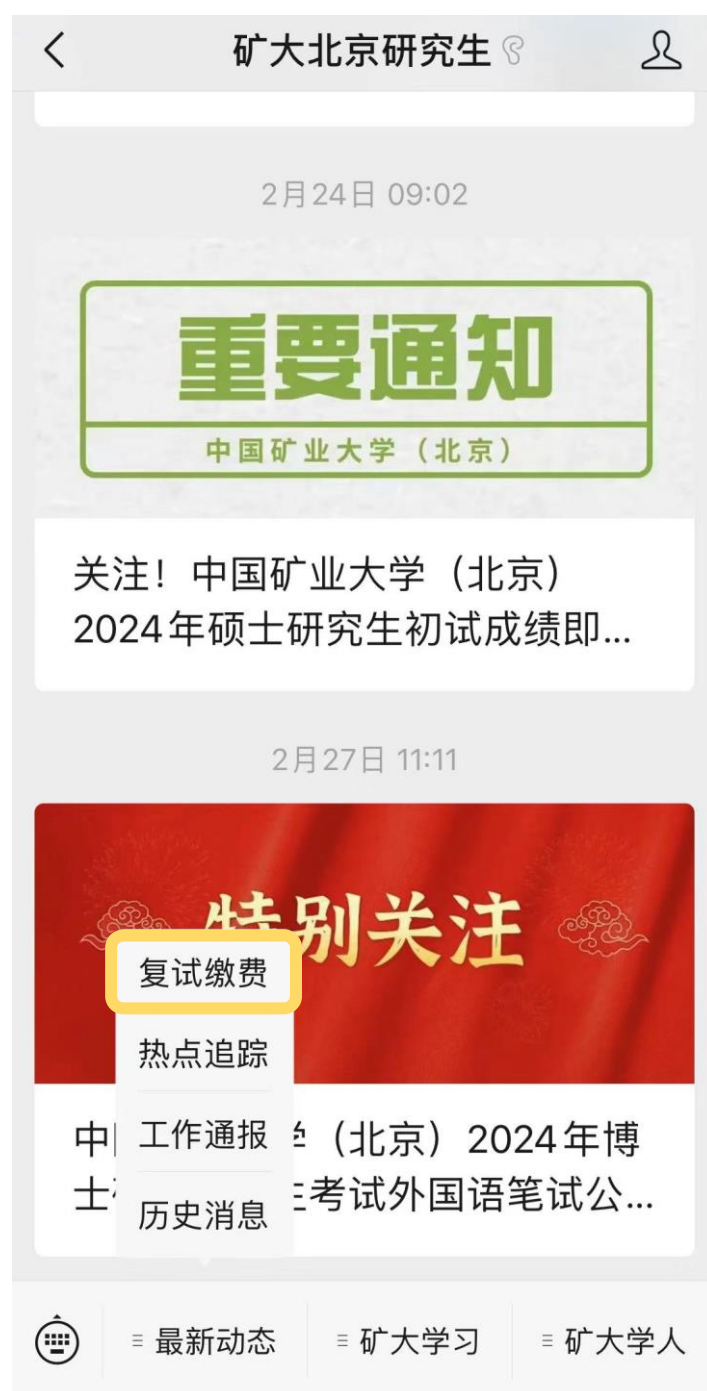 矿大北京研究生
2月24日 09:02
重要通知
中国矿业大学（北京）
关注！中国矿业大学（北京）
2024年硕士研究生初试成绩即...
2月27日 11:11
特别关注
复试缴费
热点追踪
中
工作通报
（北京）2024年博
士
历史消息
考试外国语笔试公...
最新动态
矿大学习
矿大学人